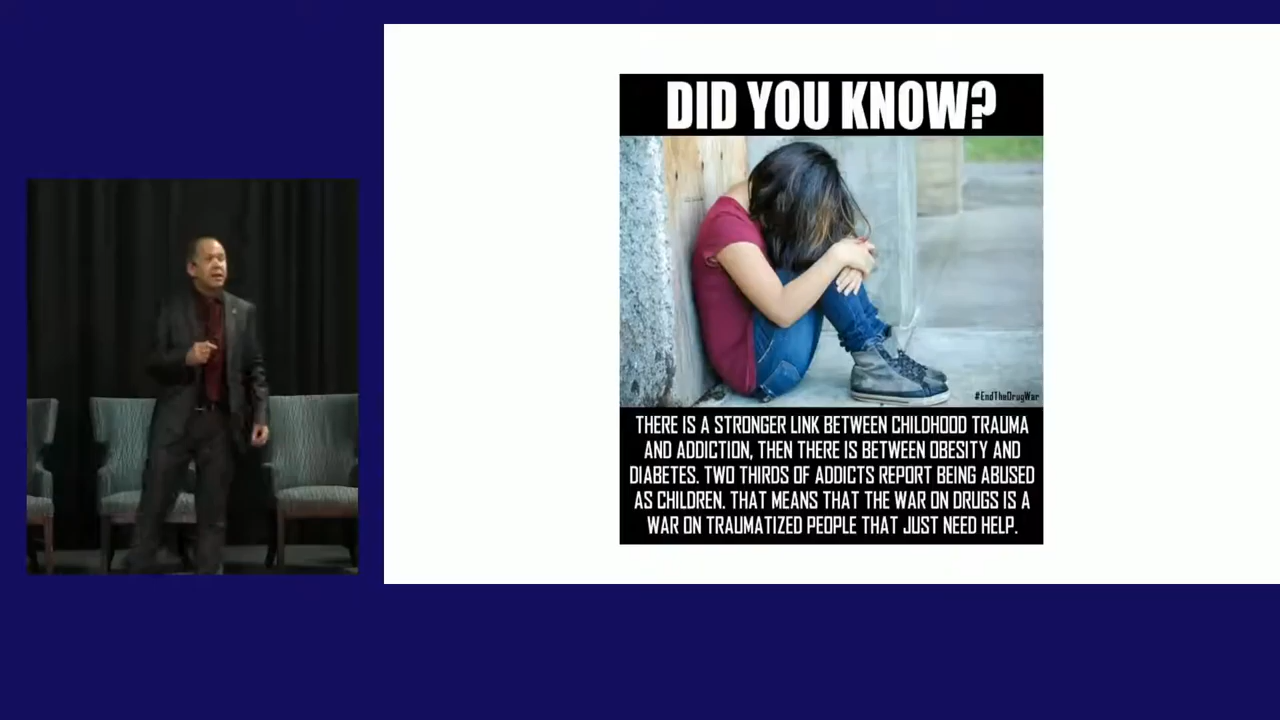 DID YOU KNOW?
#EndTheDrugWar
THERE IS A STRONGER LINK BETWEEN CHILDHOOD TRAUMA
AND ADDICTION, THEN THERE IS BETWEEN OBESITY AND
DIABETES. TWO THIRDS OF ADDICTS REPORT BEING ABUSED
AS CHILDREN. THAT MEANS THAT THE WAR ON DRUGS IS A
WAR ON TRAUMATIZED PEOPLE THAT JUST NEED HELP.